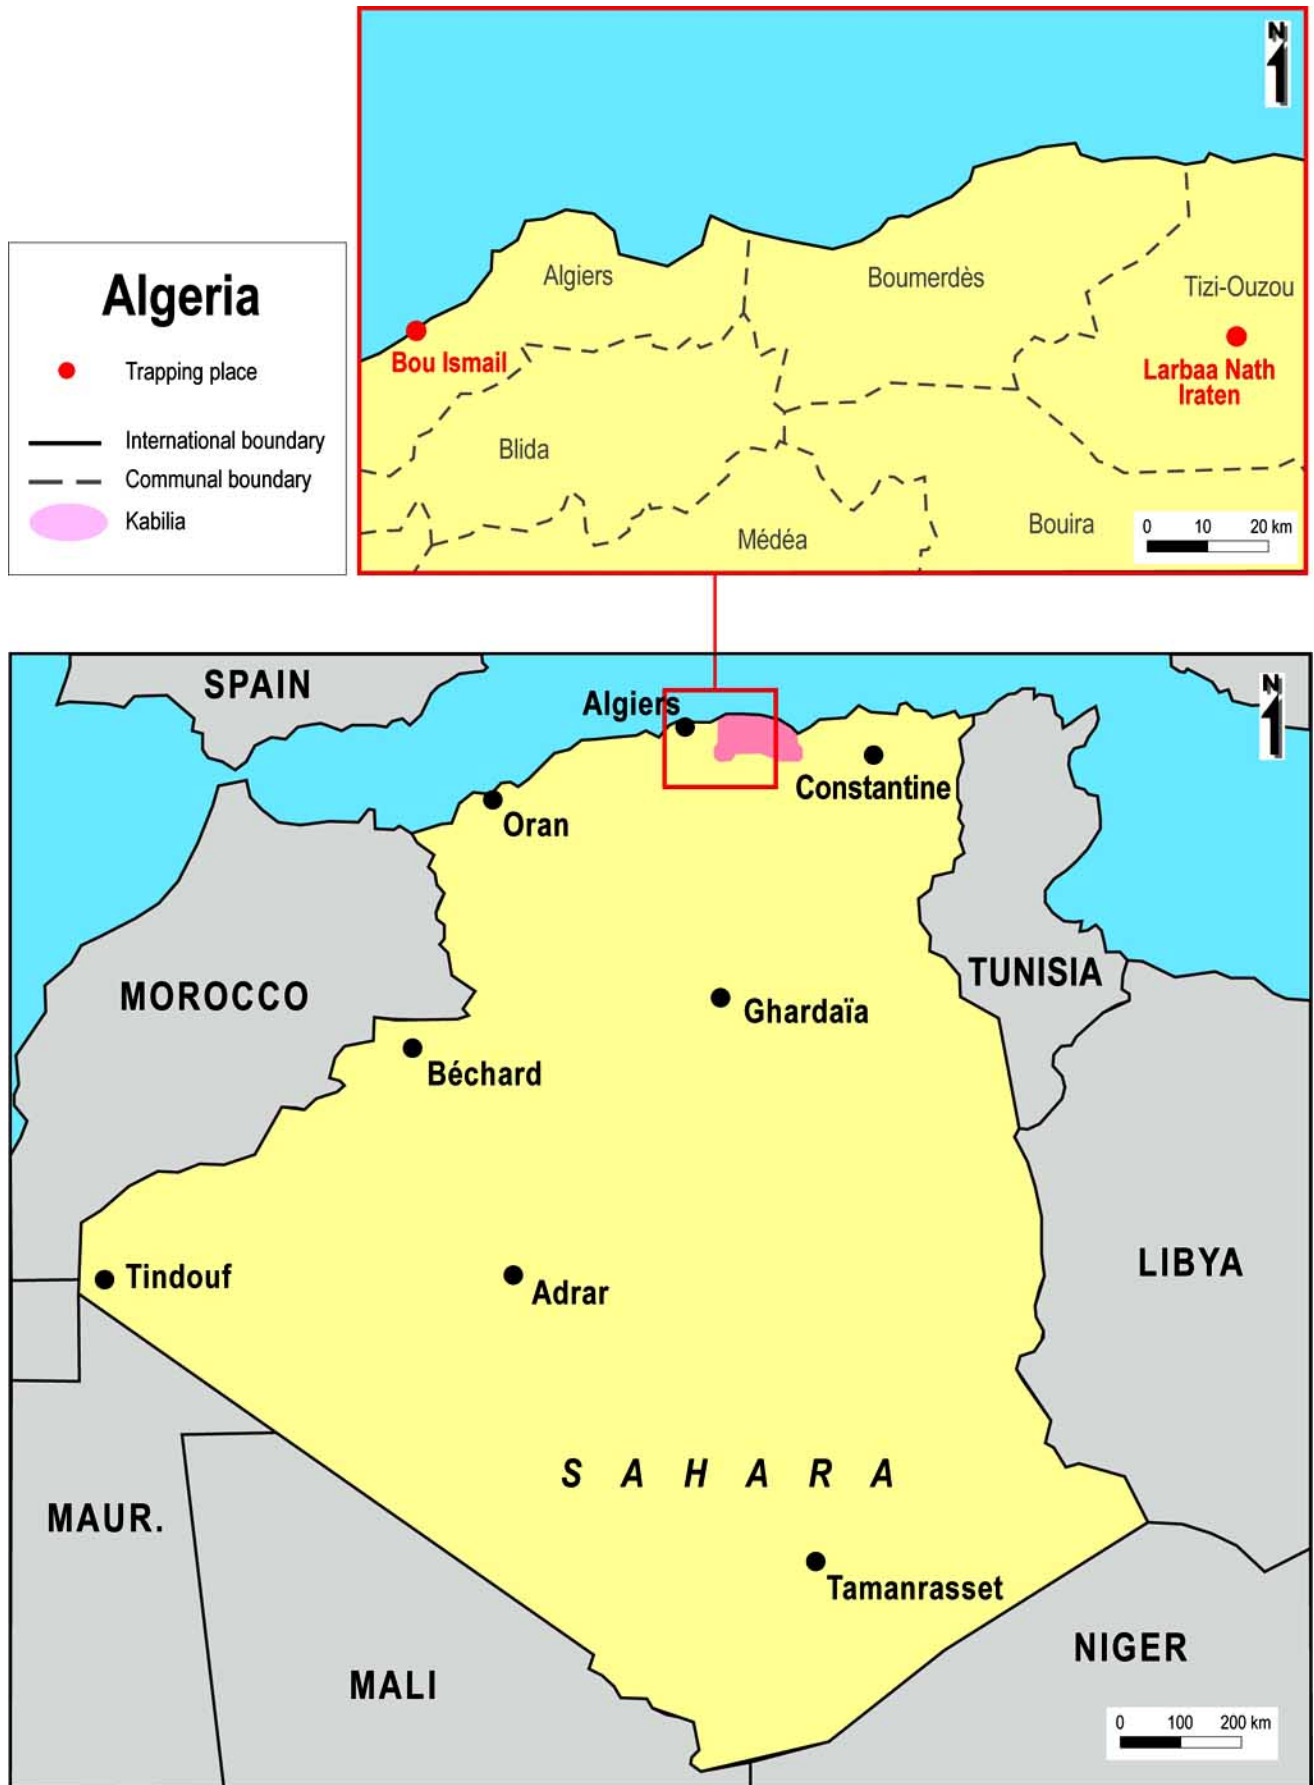 N
Algeria
Trapping place
International boundary
Communal boundary
Kabilia
Algiers
Boumerdès
Tizi-Ouzou
Bou Ismail
Larbaa Nath
Iraten
Blida
Médéa
Bouira
0 10 20 km
SPAIN
N
Algiers
Constantine
Oran
MOROCCO
TUNISIA
Ghardaïa
Béchard
LIBYA
Tindouf
Adrar
SAHARA
MAUR.
Tamanrasset
NIGER
MALI
0 100 200 km